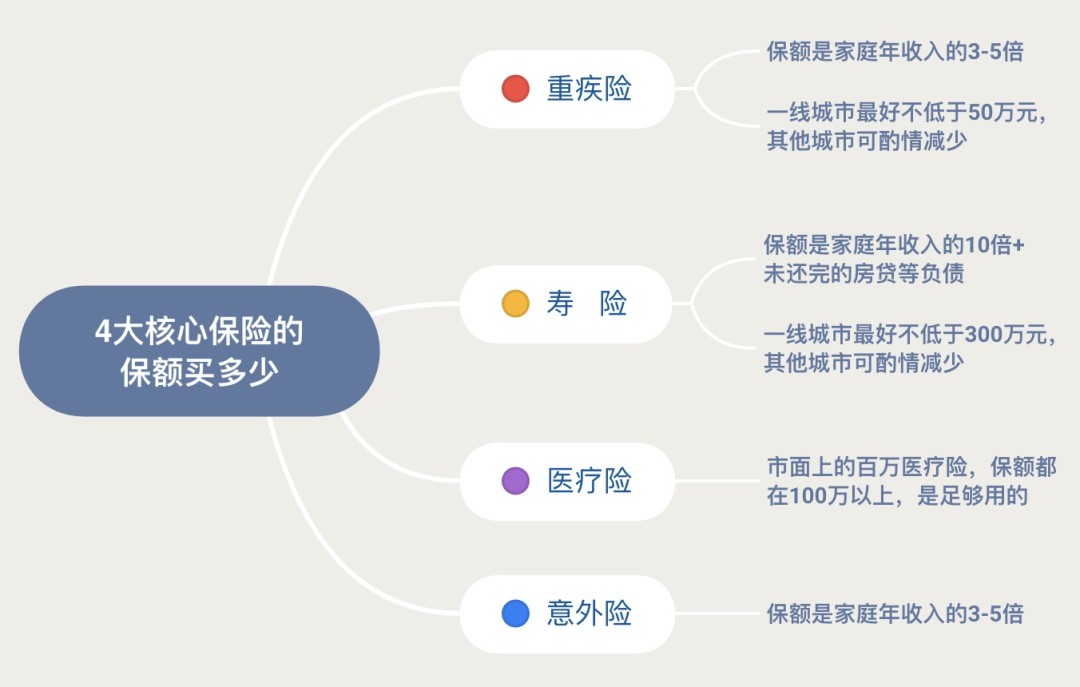 4大核心保险的
保额买多少
重疾险
保额是家庭年收入的3-5倍
一线城市最好不低于50万元，
其他城市可酌情减少
寿 险
保额是家庭年收入的10倍+
未还完的房贷等负债
一线城市最好不低于300万元，
其他城市可酌情减少
医疗险
市面上的百万医疗险，保额都
在100万以上，是足够用的
意外险
保额是家庭年收入的3-5倍